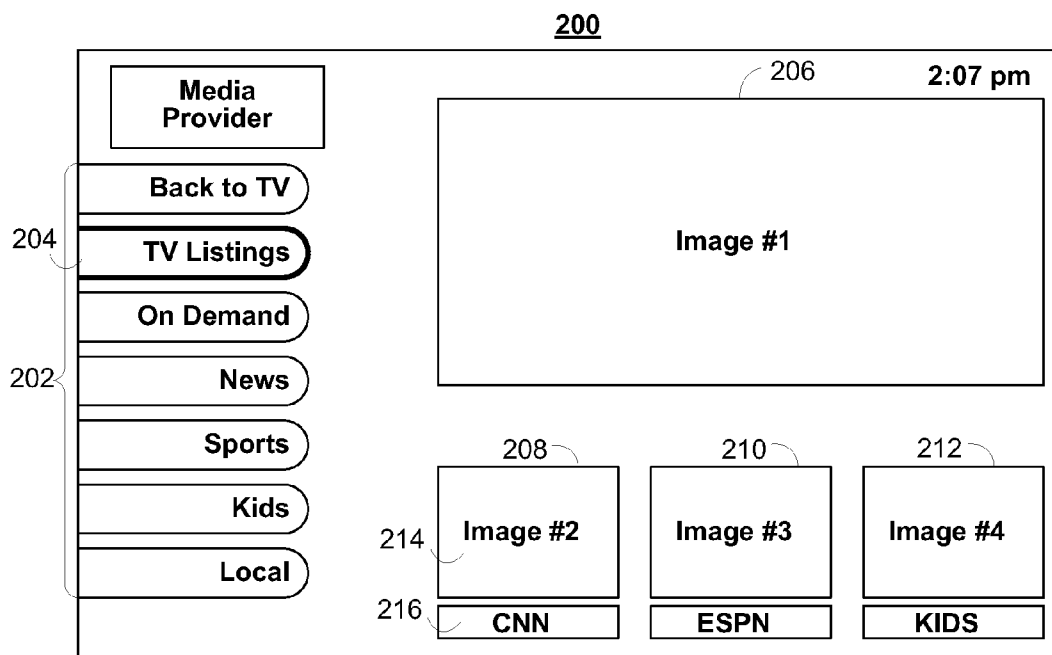 200
206
2:07 pm
Media
Provider
Back to TV
204
TV Listings
Image #1
On Demand
202
News
Sports
Kids
Local
208
210
212
214
Image #2
Image #3
Image #4
216
CNN
ESPN
KIDS